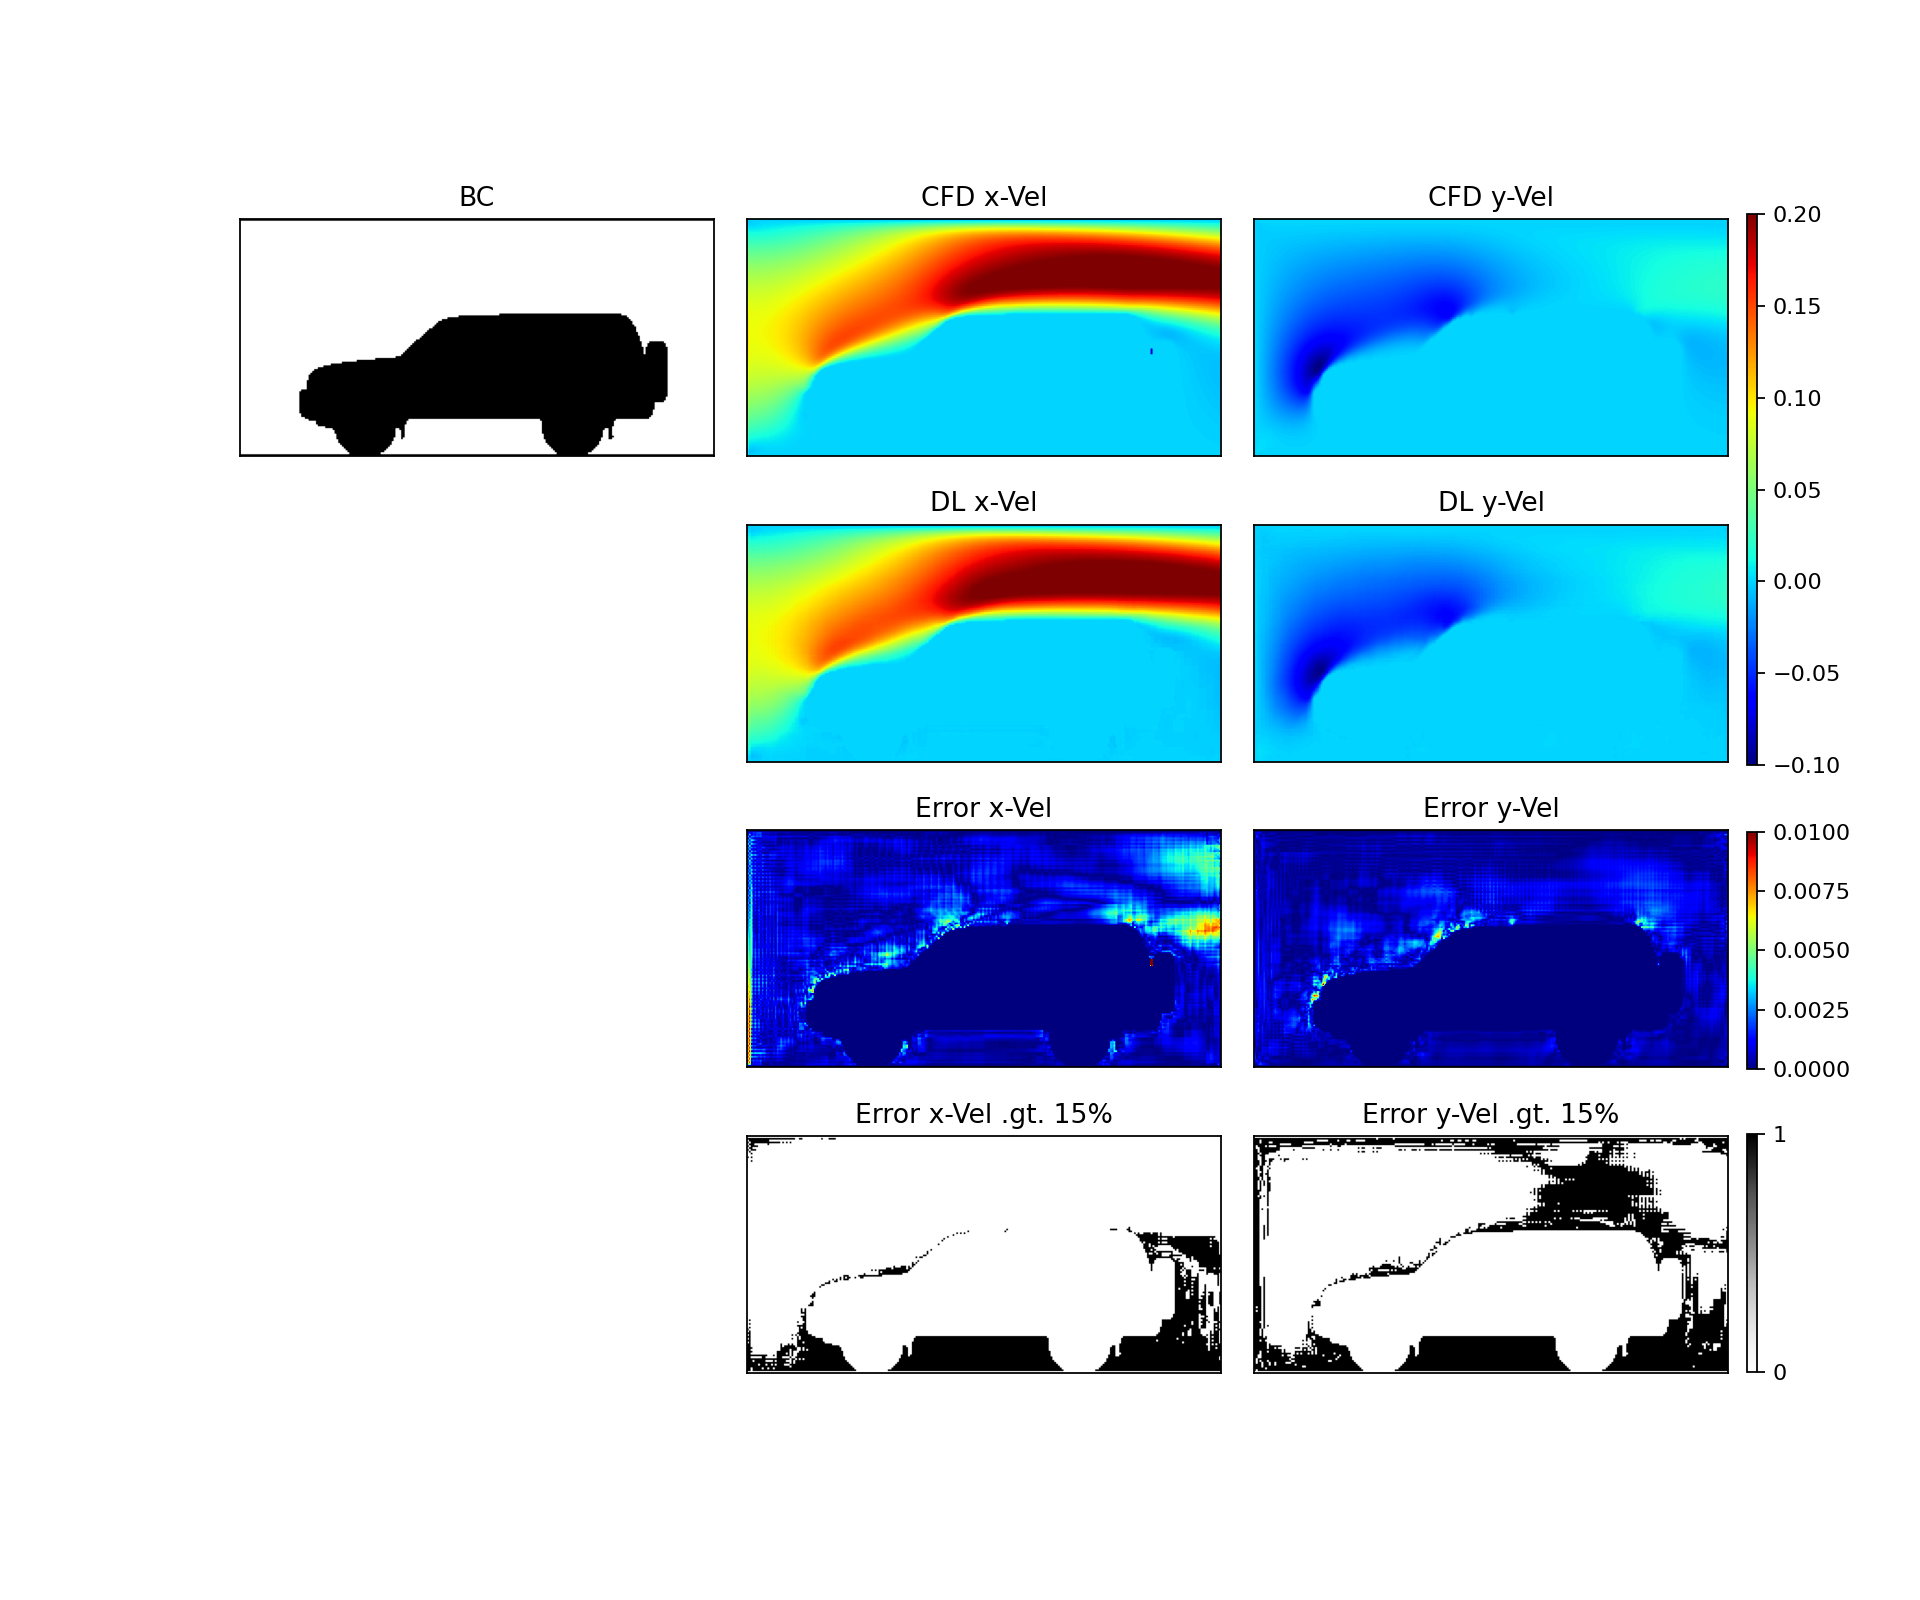 BC
CFD x-Vel
CFD y-Vel
0.20
0.15
0.10
0.05
0.00
−0.05
−0.10
DL x-Vel
DL y-Vel
Error x-Vel
Error y-Vel
0.0100
0.0075
0.0050
0.0025
0.0000
Error x-Vel .gt. 15%
Error y-Vel .gt. 15%
1
0